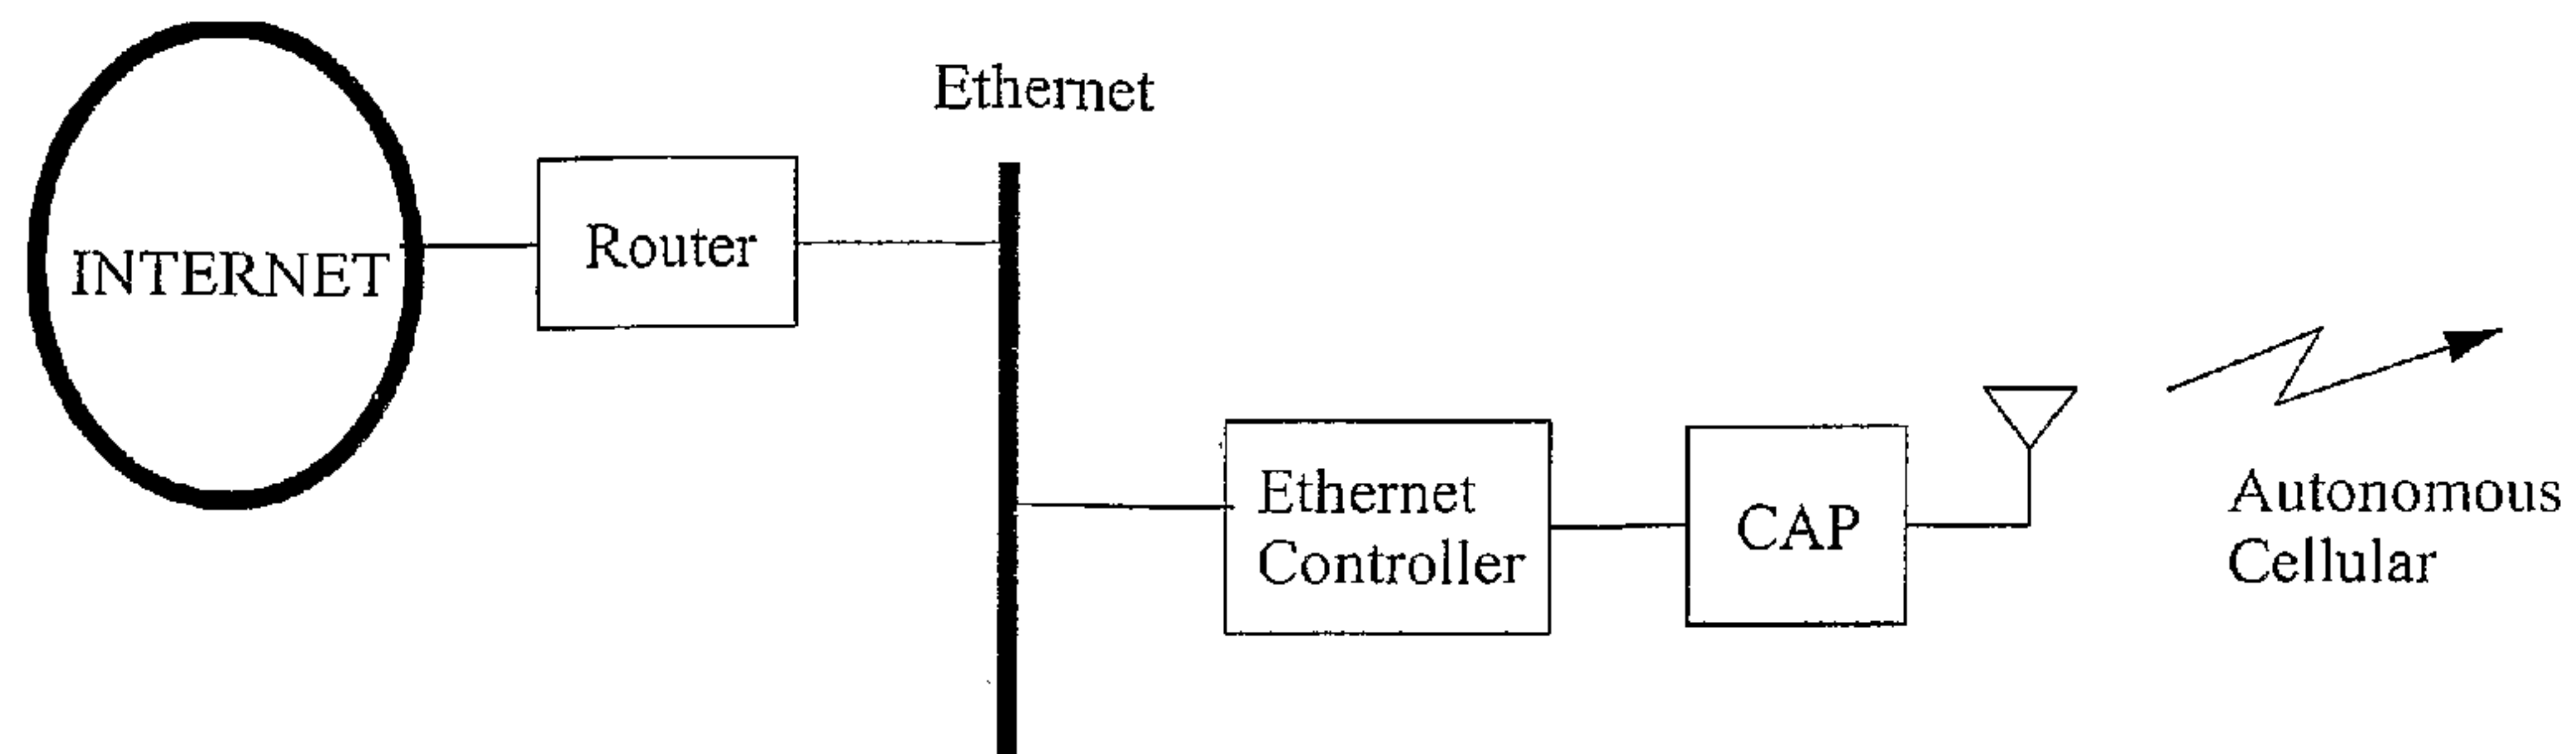 Ethernet
INTERNET
Router
Ethernet
Controller
CAP
Autonomous
Cellular